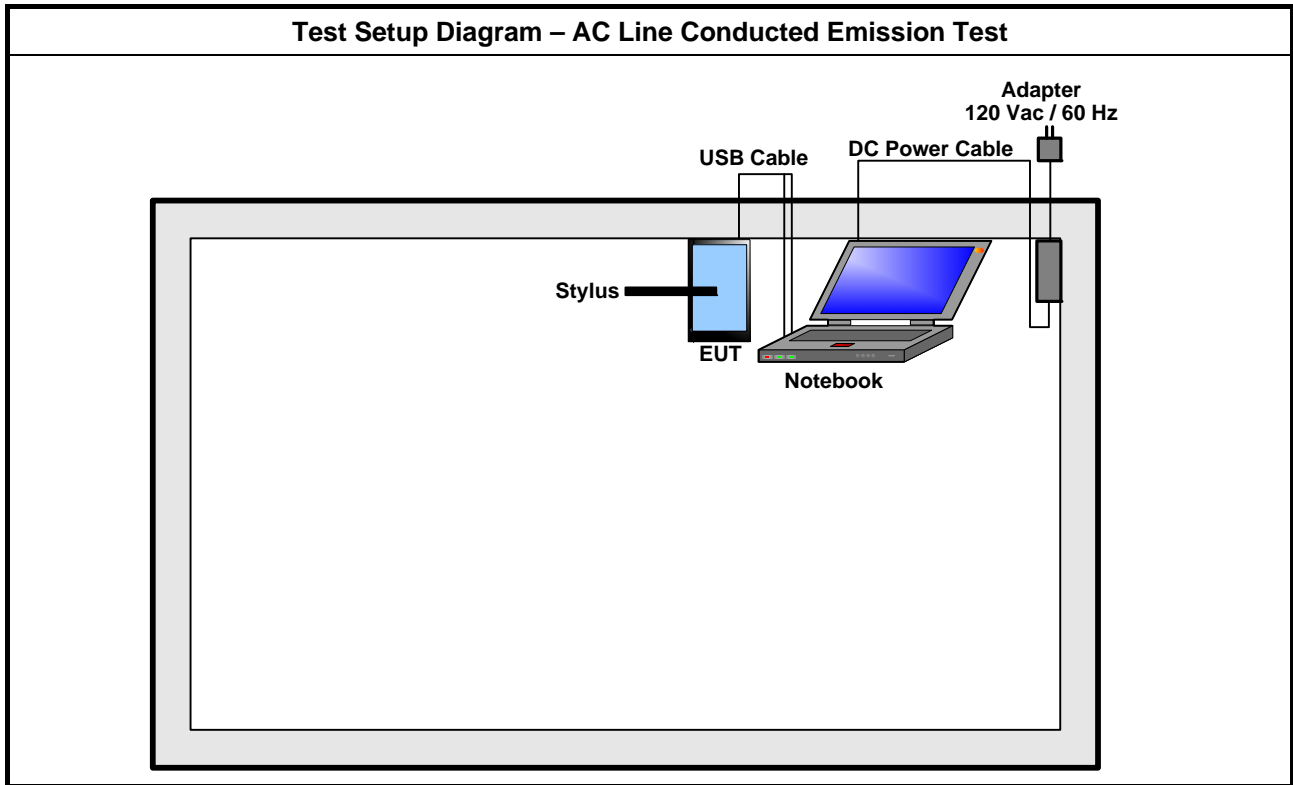 Test Setup Diagram – AC Line Conducted Emission Test
Adapter
120 Vac / 60 Hz
USB Cable
DC Power Cable
Stylus
EUT
Notebook